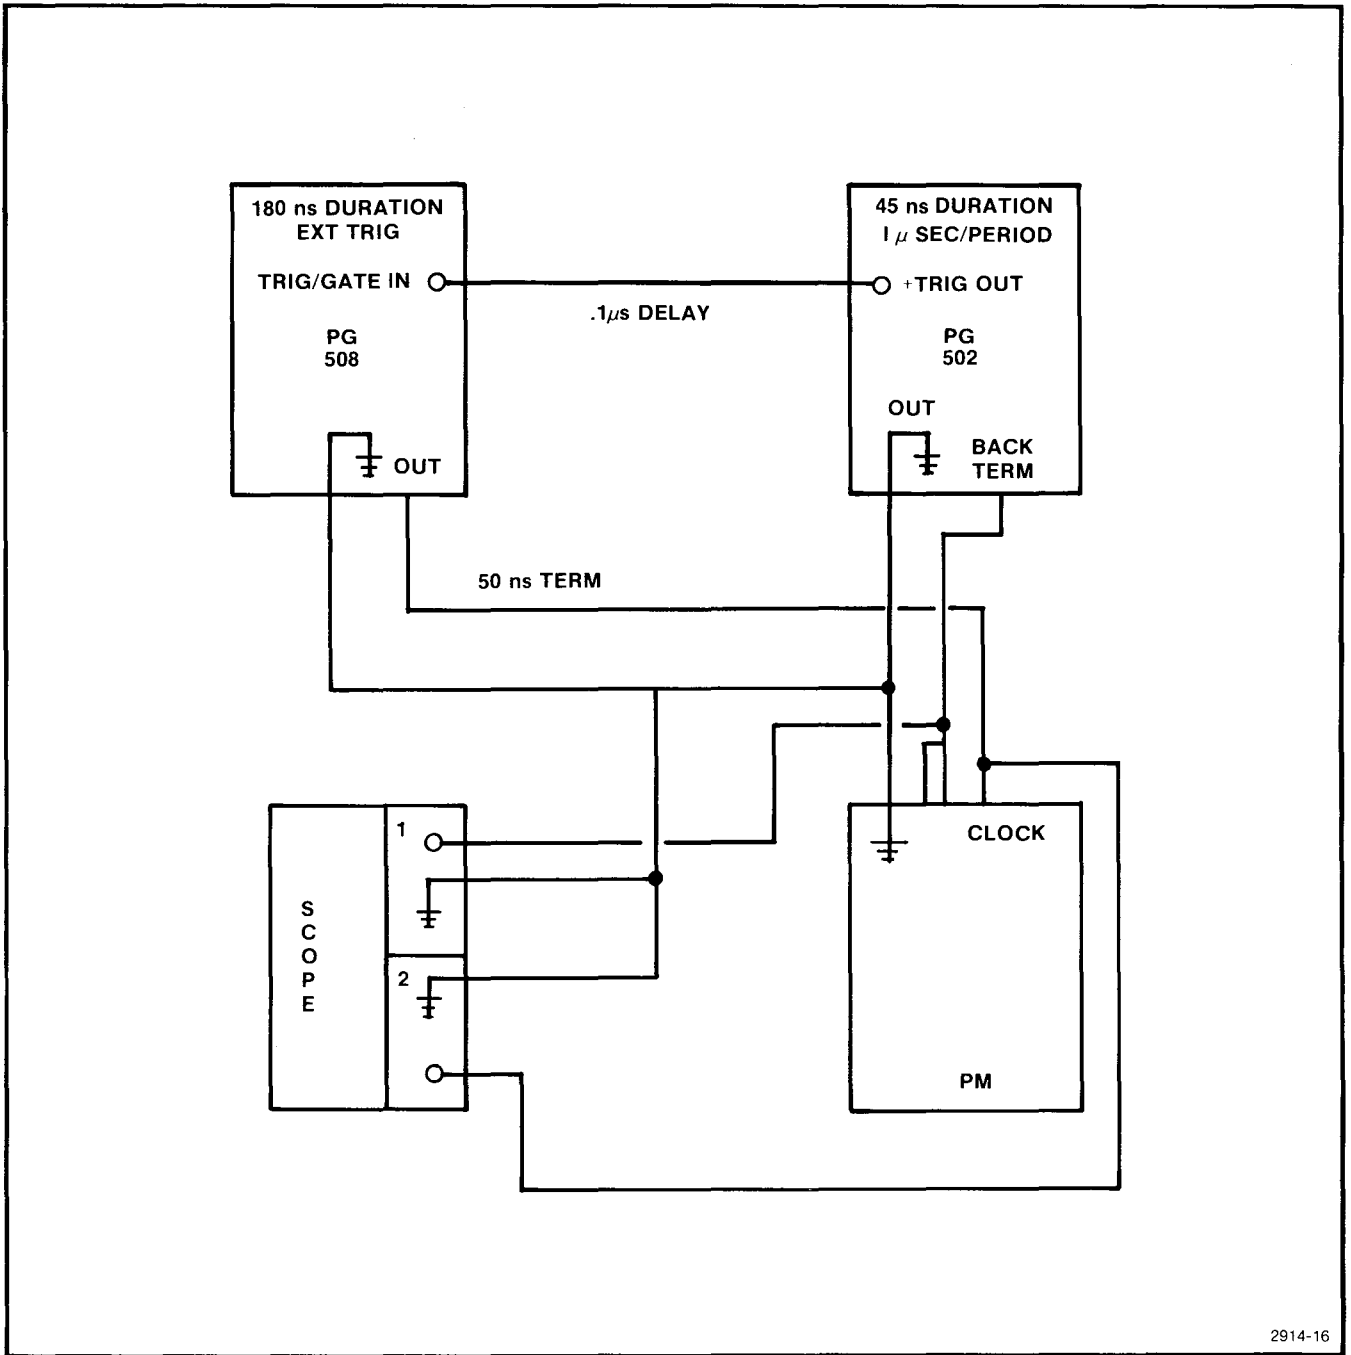 180 ns DURATION
EXT TRIG
TRIG/GATE IN
PG
508
OUT
.1μs DELAY
45 ns DURATION
1 μ SEC/PERIOD
+TRIG OUT
PG
502
OUT
BACK
TERM
50 ns TERM
SCOPE
1
2
CLOCK
PM
2914-16